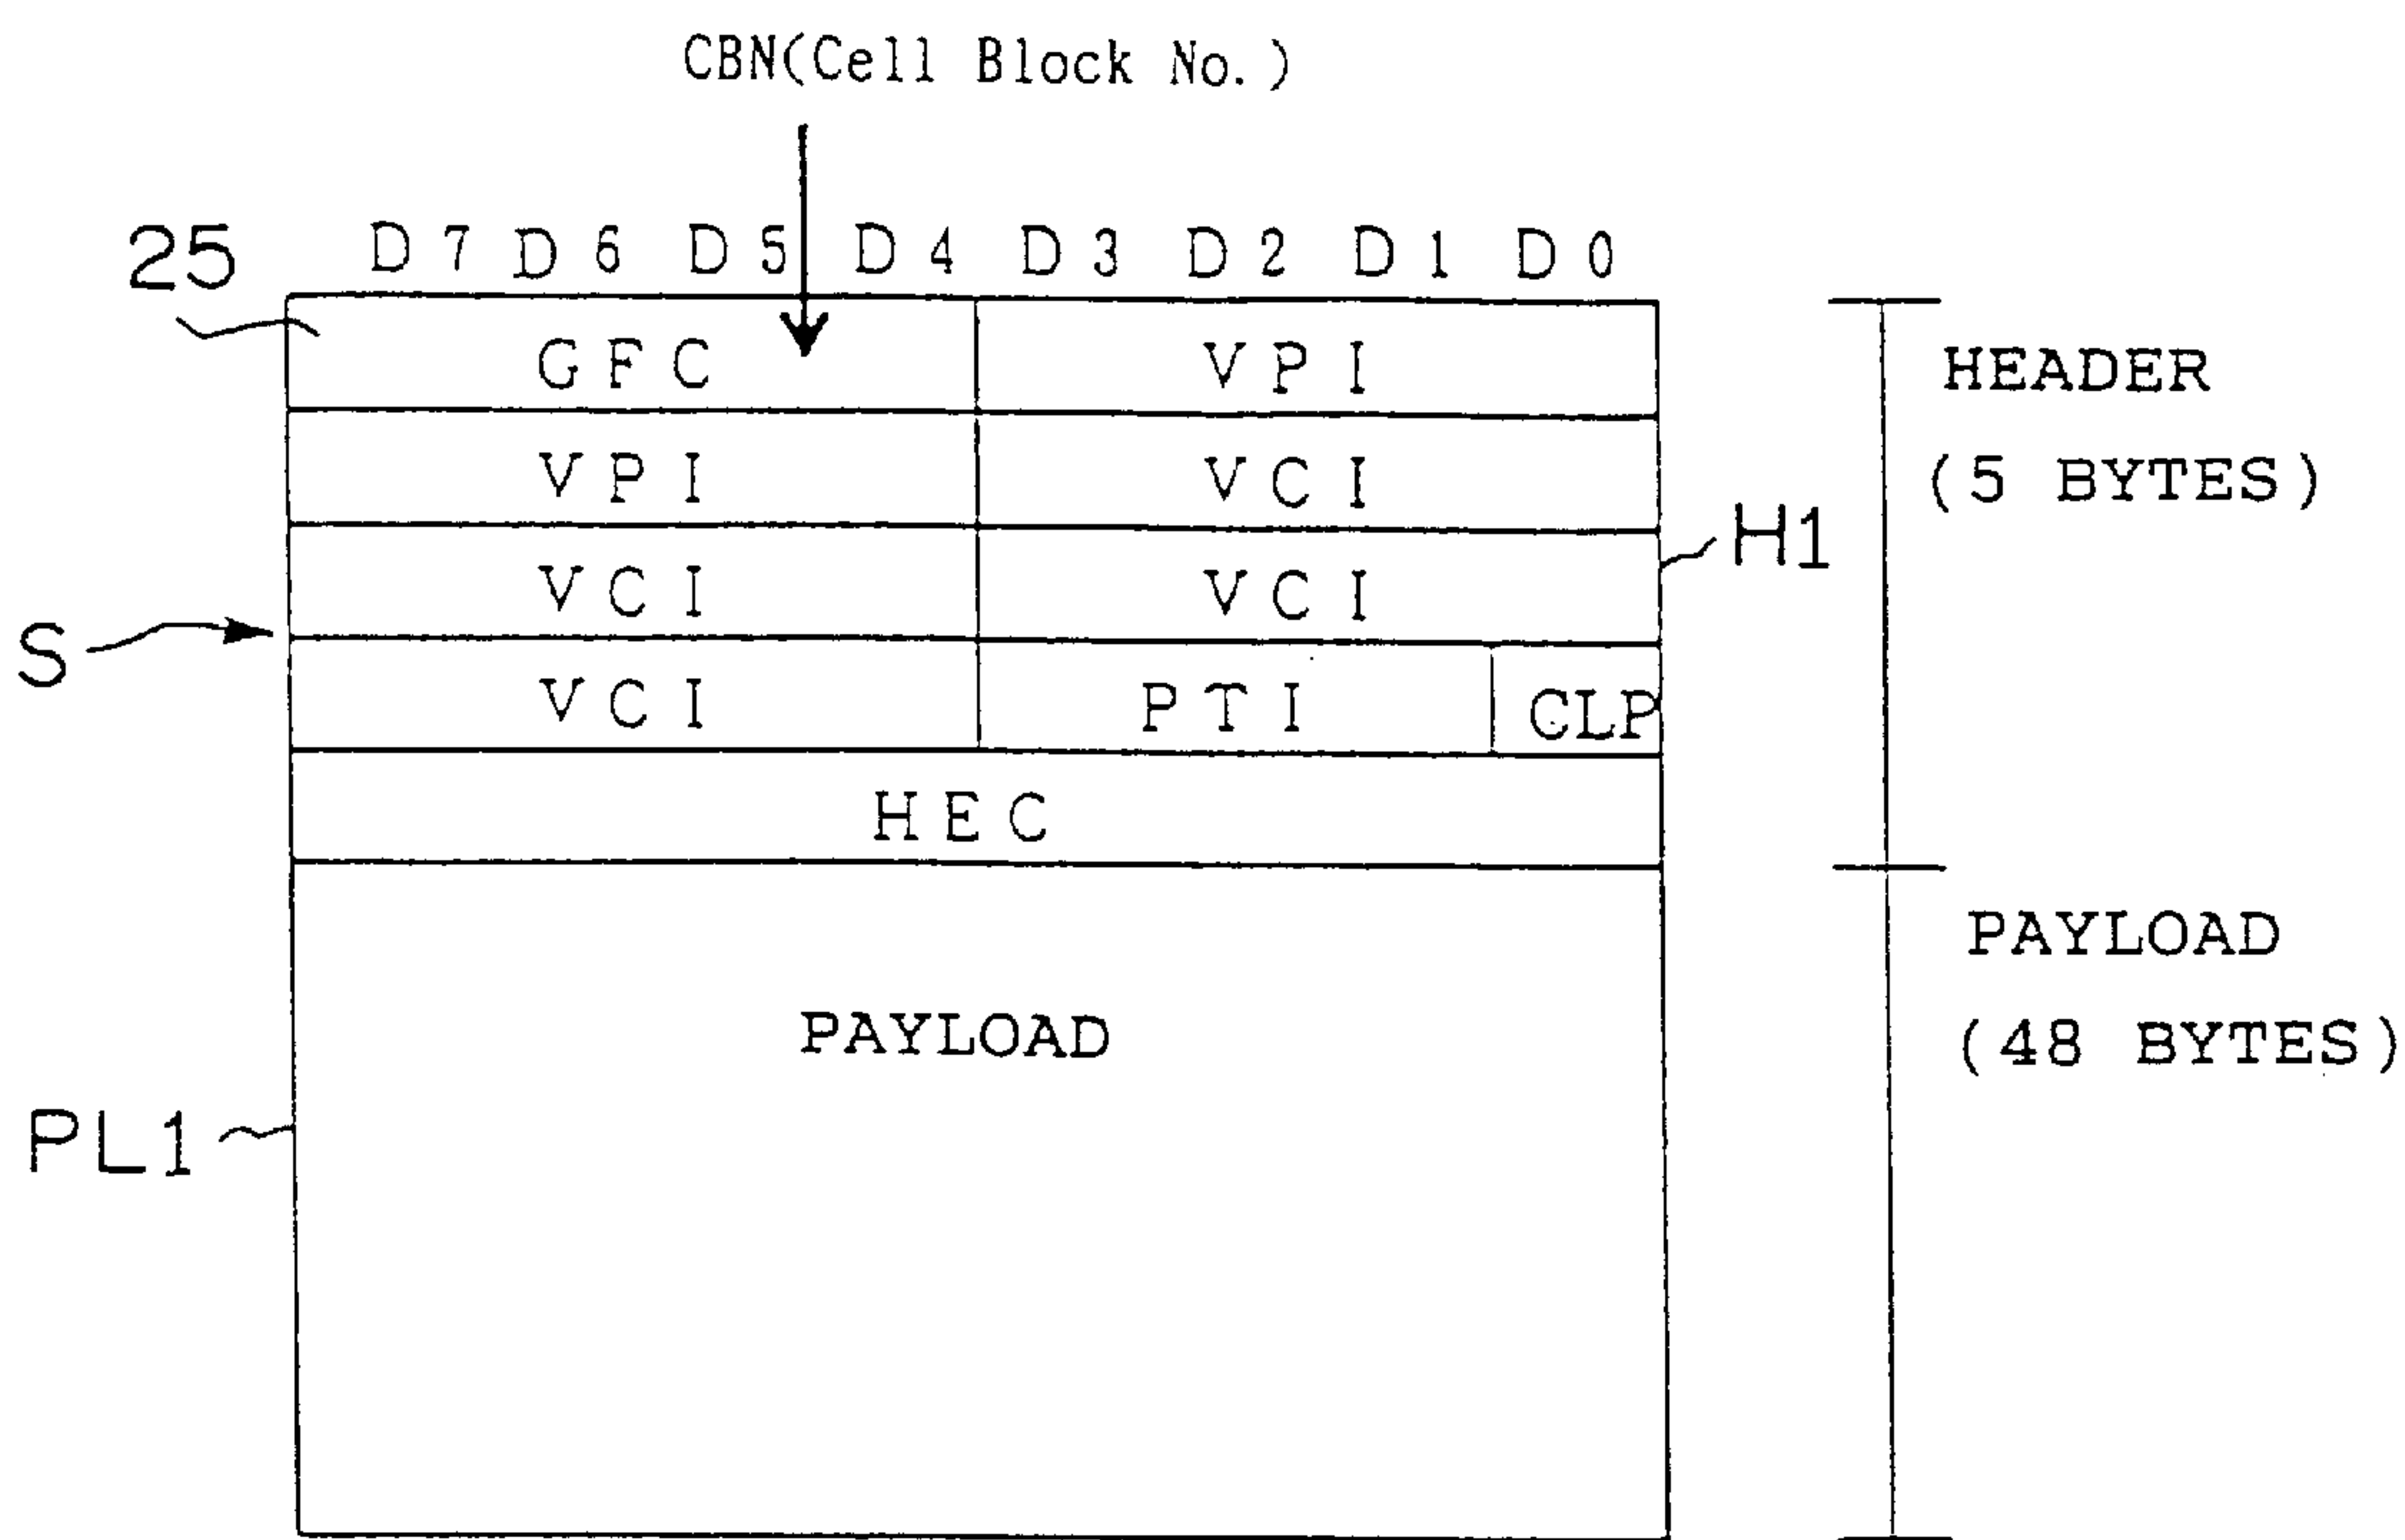 CBN(Cell Block No.)
25
D7 D6 D5 D4 D3 D2 D1 D0
GFC VPI
HEADER
VPI VCI
(5 BYTES)
H1
VCI VCI
S
VCI PTI CLP
HEC
PAYLOAD
PAYLOAD
(48 BYTES)
PL1